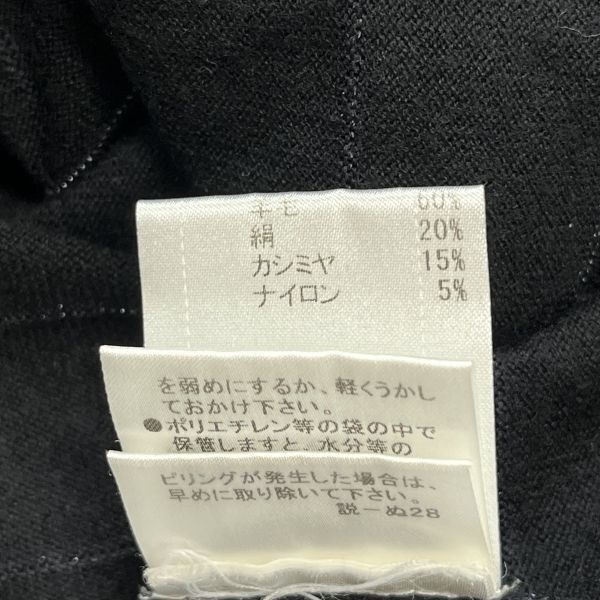 羊毛 60%
絹 20%
カシミヤ 15%
ナイロン 5%
を弱めにするか、軽くうかし
ておかけ下さい。
●ポリエチレン等の袋の中で
保管しますと、水分等の
ピリングが発生した場合は、
早めに取り除いて下さい。
説ーぬ28